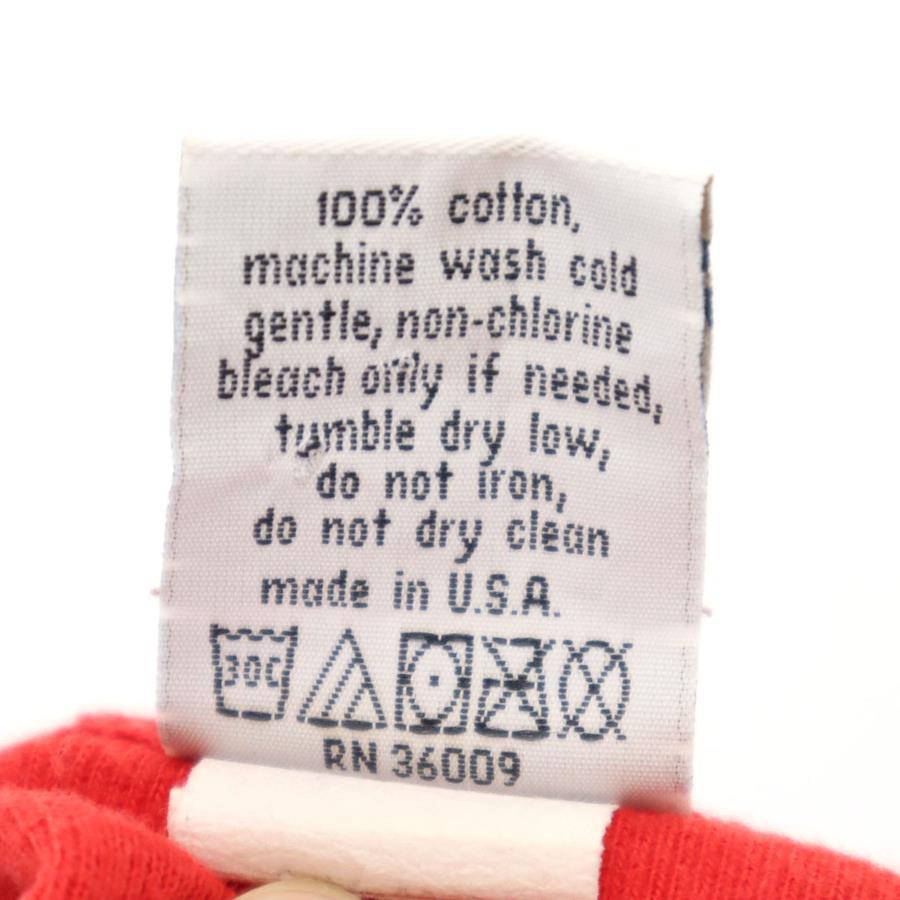 100% cotton,
machine wash cold
gentle, non-chlorine
bleach only if needed,
tumble dry low,
do not iron,
do not dry clean
made in U.S.A.
30C
RN 36009